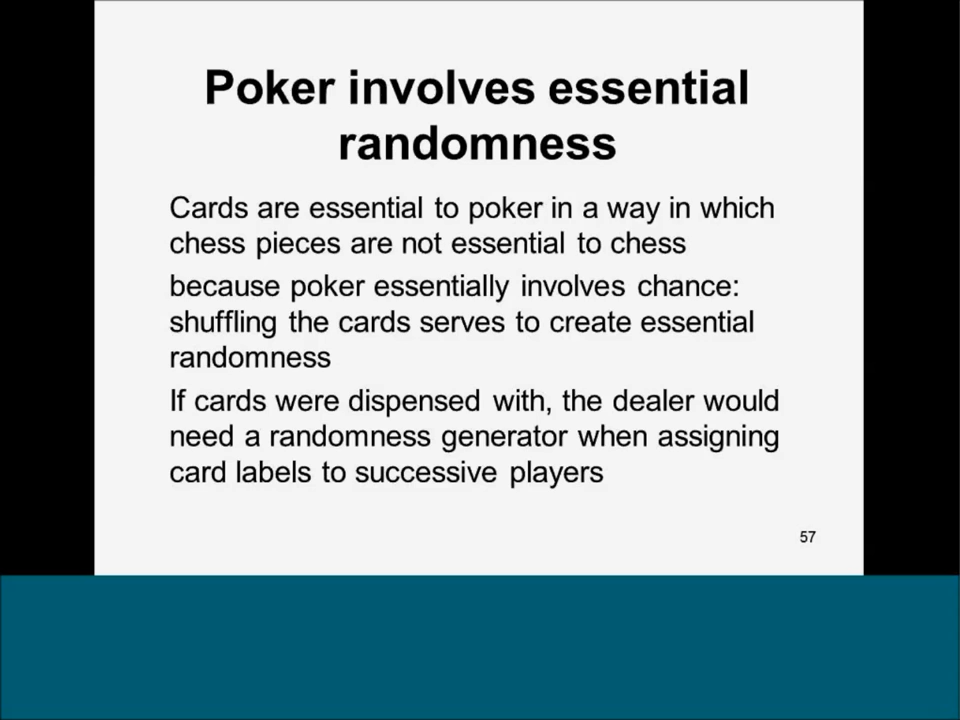 Poker involves essential
randomness
Cards are essential to poker in a way in which
chess pieces are not essential to chess
because poker essentially involves chance:
shuffling the cards serves to create essential
randomness
If cards were dispensed with, the dealer would
need a randomness generator when assigning
card labels to successive players
57